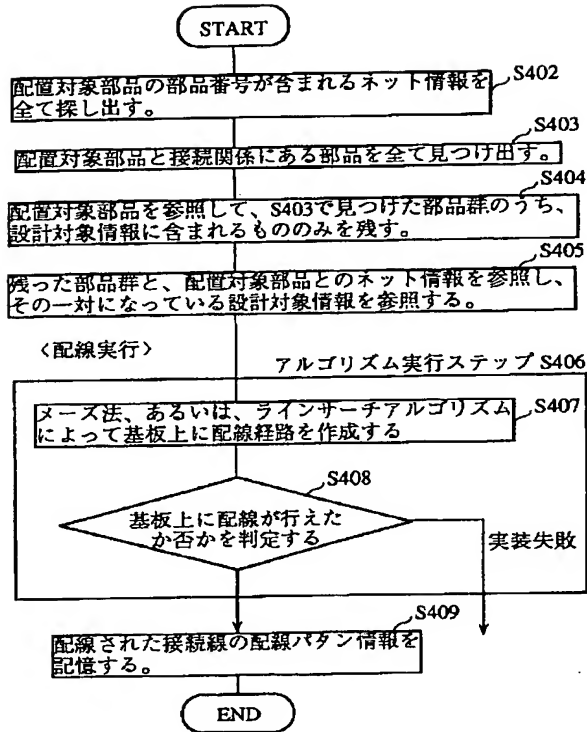 START
S402
配置対象部品の部品番号が含まれるネット情報を
全て探し出す。
S403
配置対象部品と接続関係にある部品を全て見つけ出す。
S404
配置対象部品を参照して、S403で見つけた部品群のうち、
設計対象情報に含まれるもののみを残す。
S405
残った部品群と、配置対象部品とのネット情報を参照し、
その一対になっている設計対象情報を参照する。
〈配線実行〉
アルゴリズム実行ステップ S406
メーズ法、あるいは、ラインサーチアルゴリズム
によって基板上に配線経路を作成する
S407
S408
基板上に配線が行えた
か否かを判定する
実装失敗
S409
配線された接続線の配線パタン情報を
記憶する。
END